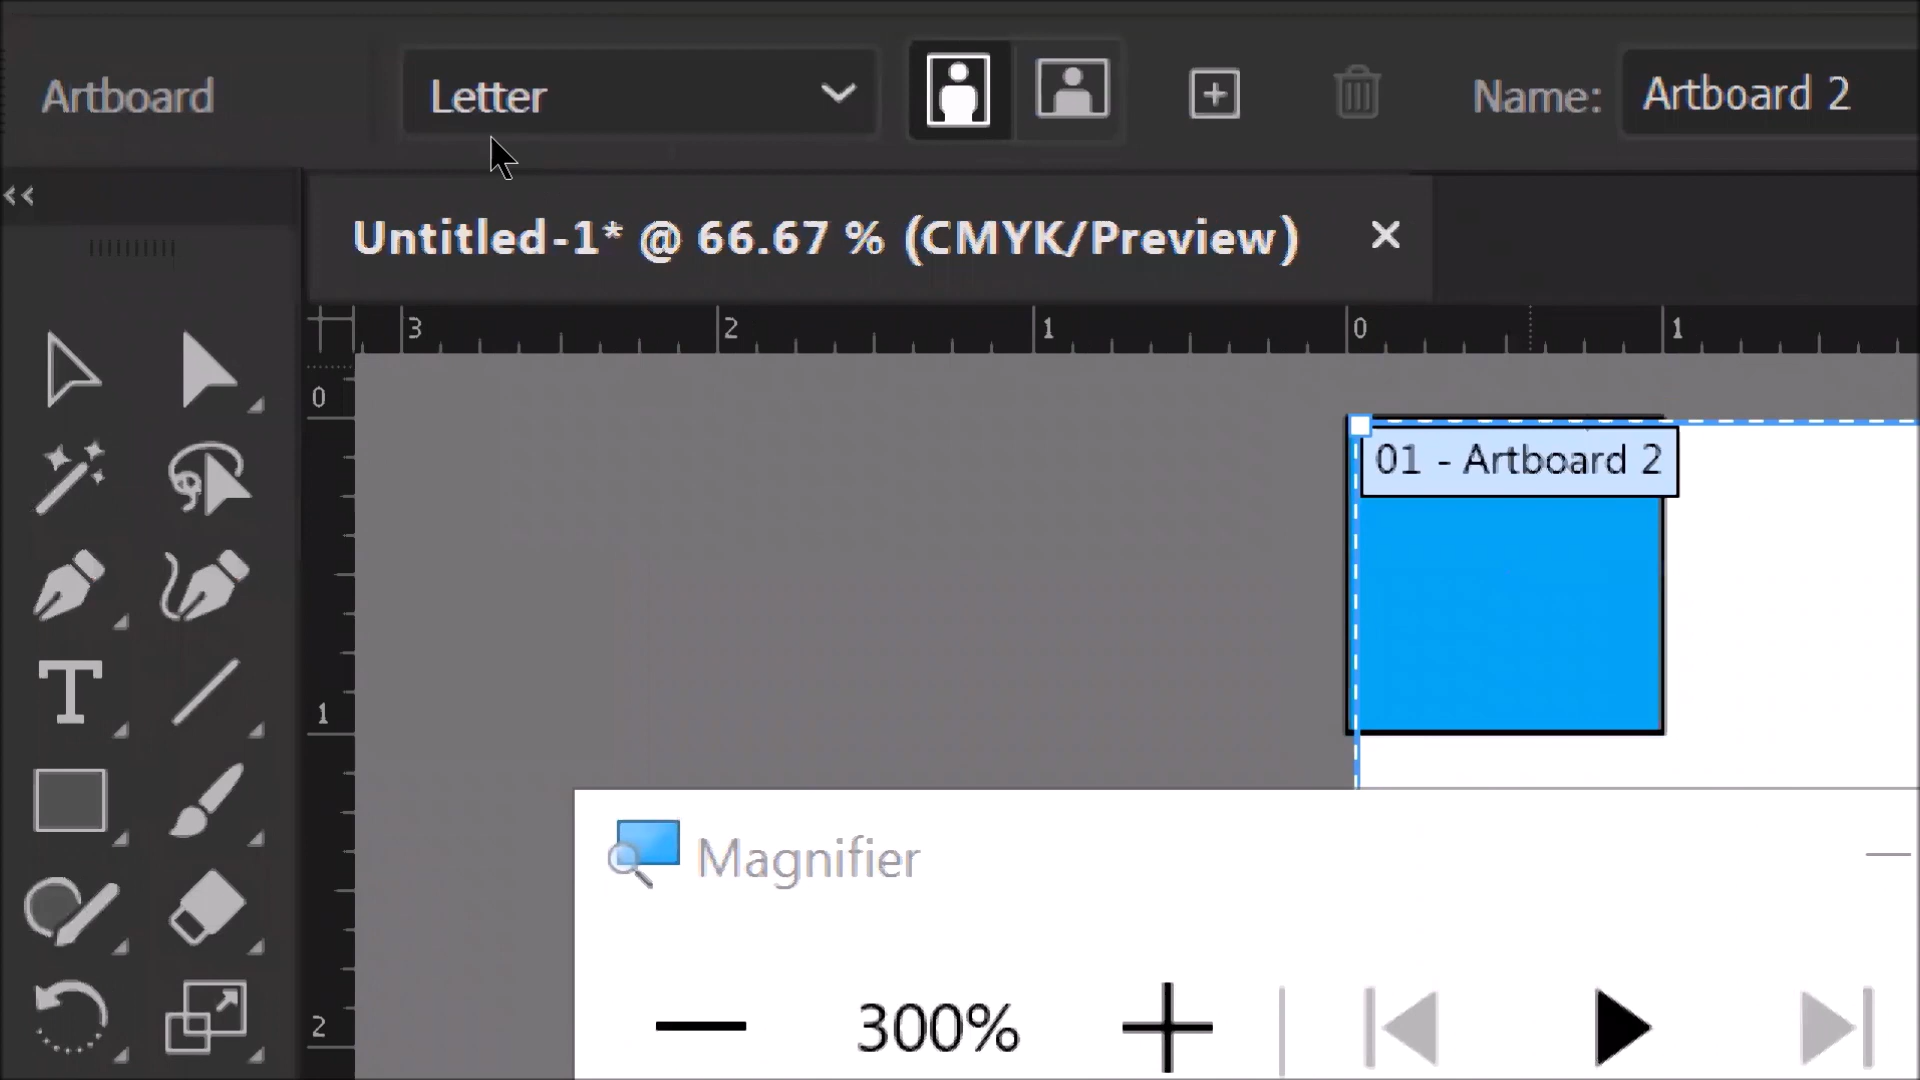 Artboard
Letter
Name: Artboard 2
Untitled-1* @ 66.67 % (CMYK/Preview)
3 2 1 0 1
0
01 - Artboard 2
1
Magnifier
2
300%